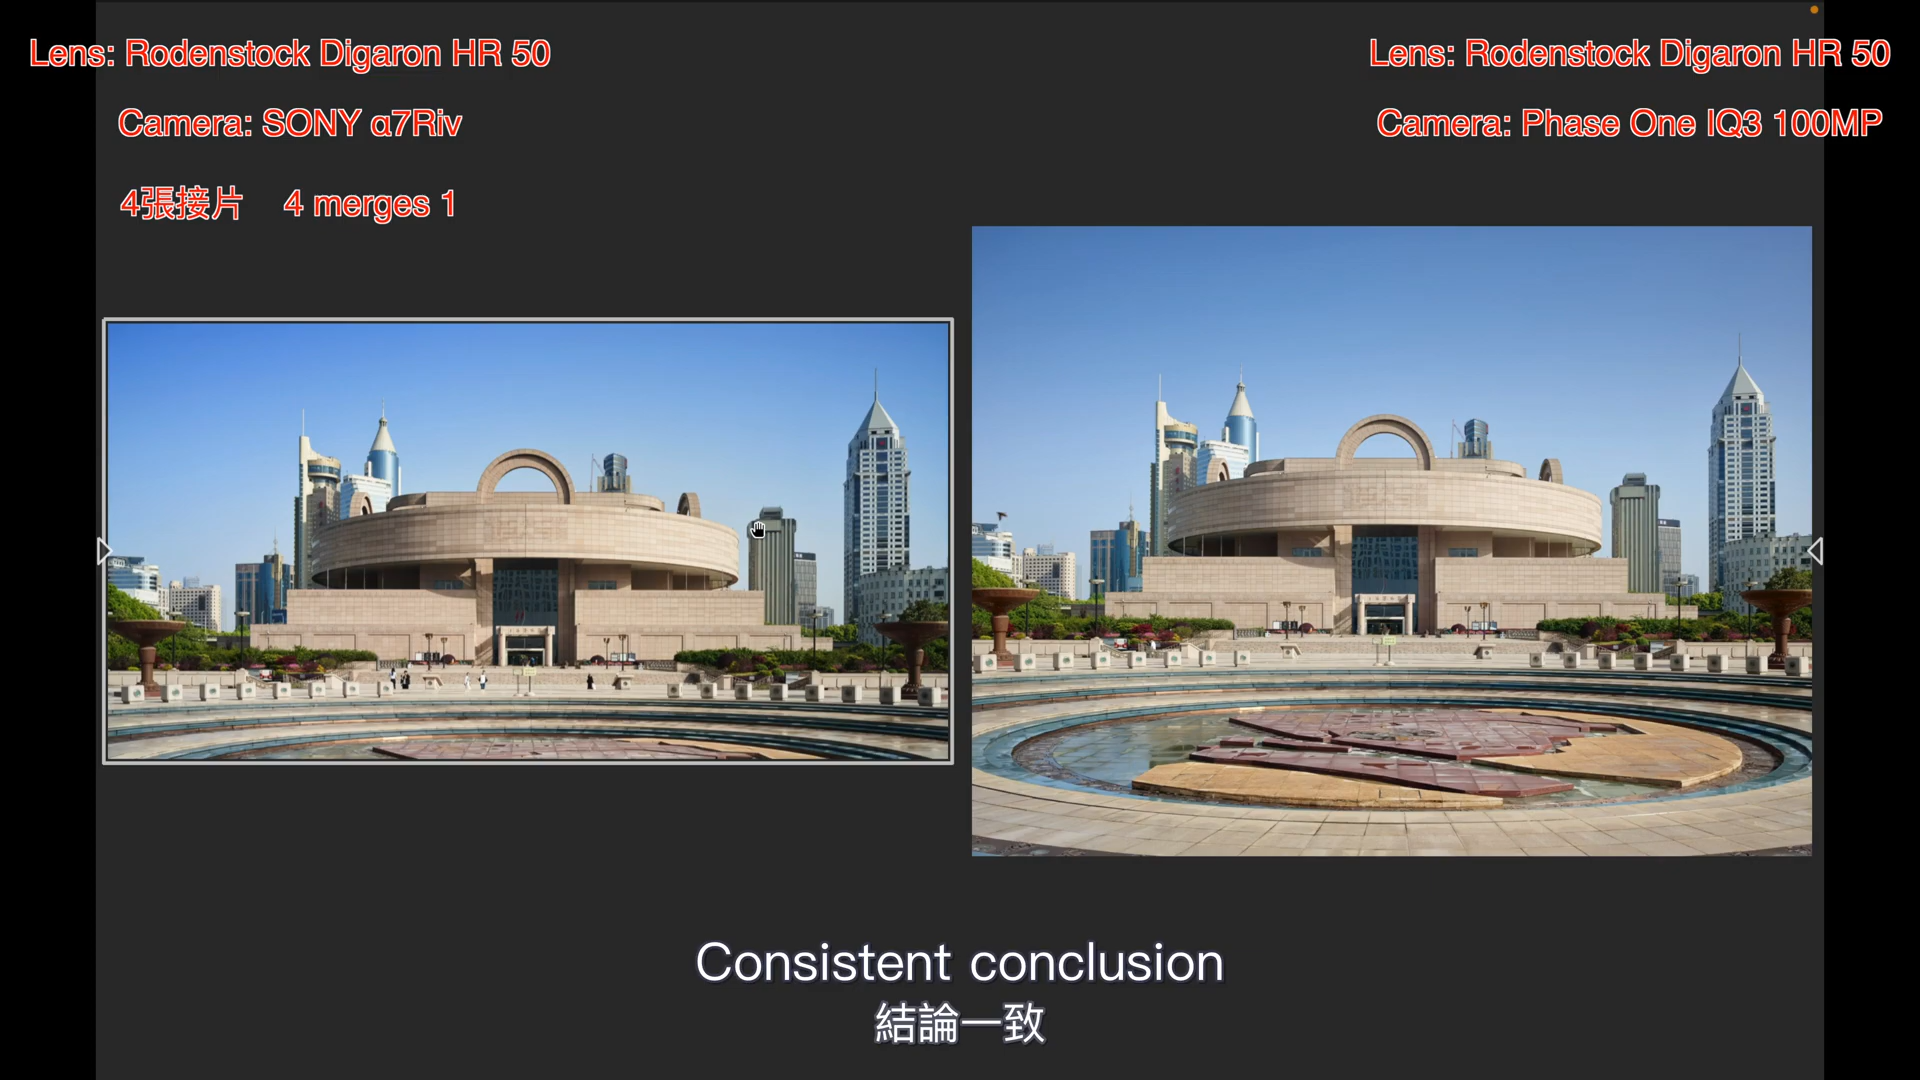 Lens: Rodenstock Digaron HR 50
Camera: SONY α7Riv
4張接片 4 merges 1
Lens: Rodenstock Digaron HR 50
Camera: Phase One IQ3 100MP
Consistent conclusion
結論一致